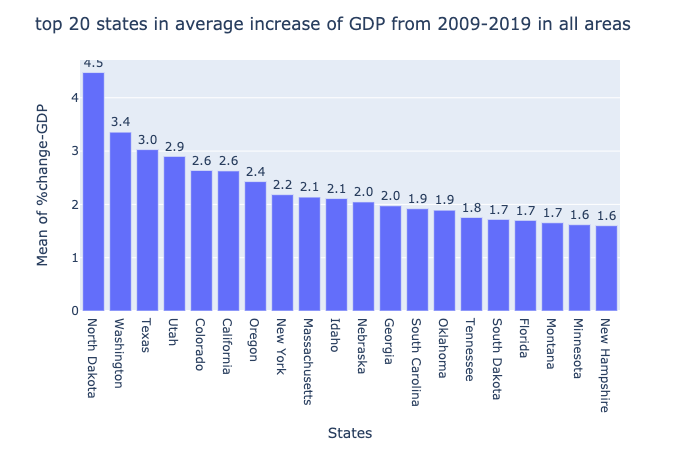 top 20 states in average increase of GDP from 2009-2019 in all areas
4.5
3.4
3.0
2.9
2.6
2.6
2.4
2.2
2.1
2.1
2.0
2.0
1.9
1.9
1.8
1.7
1.7
1.7
1.6
1.6
4
3
2
1
0
Mean of %change-GDP
North Dakota
Washington
Texas
Utah
Colorado
California
Oregon
New York
Massachusetts
Idaho
Nebraska
Georgia
South Carolina
Oklahoma
Tennessee
South Dakota
Florida
Montana
Minnesota
New Hampshire
States